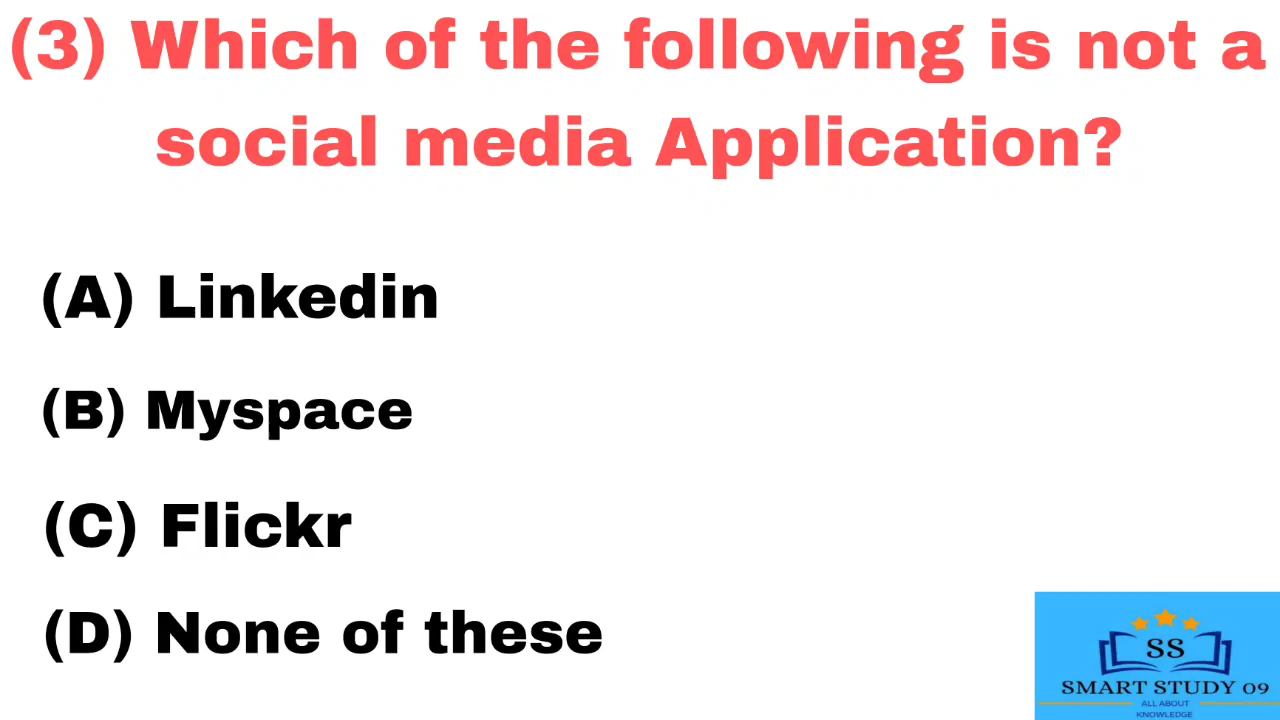 (3) Which of the following is not a
social media Application?
(A) Linkedin
(B) Myspace
(C) Flickr
(D) None of these
SS
SMART STUDY 09
ALL ABOUT
KNOWLEDGE